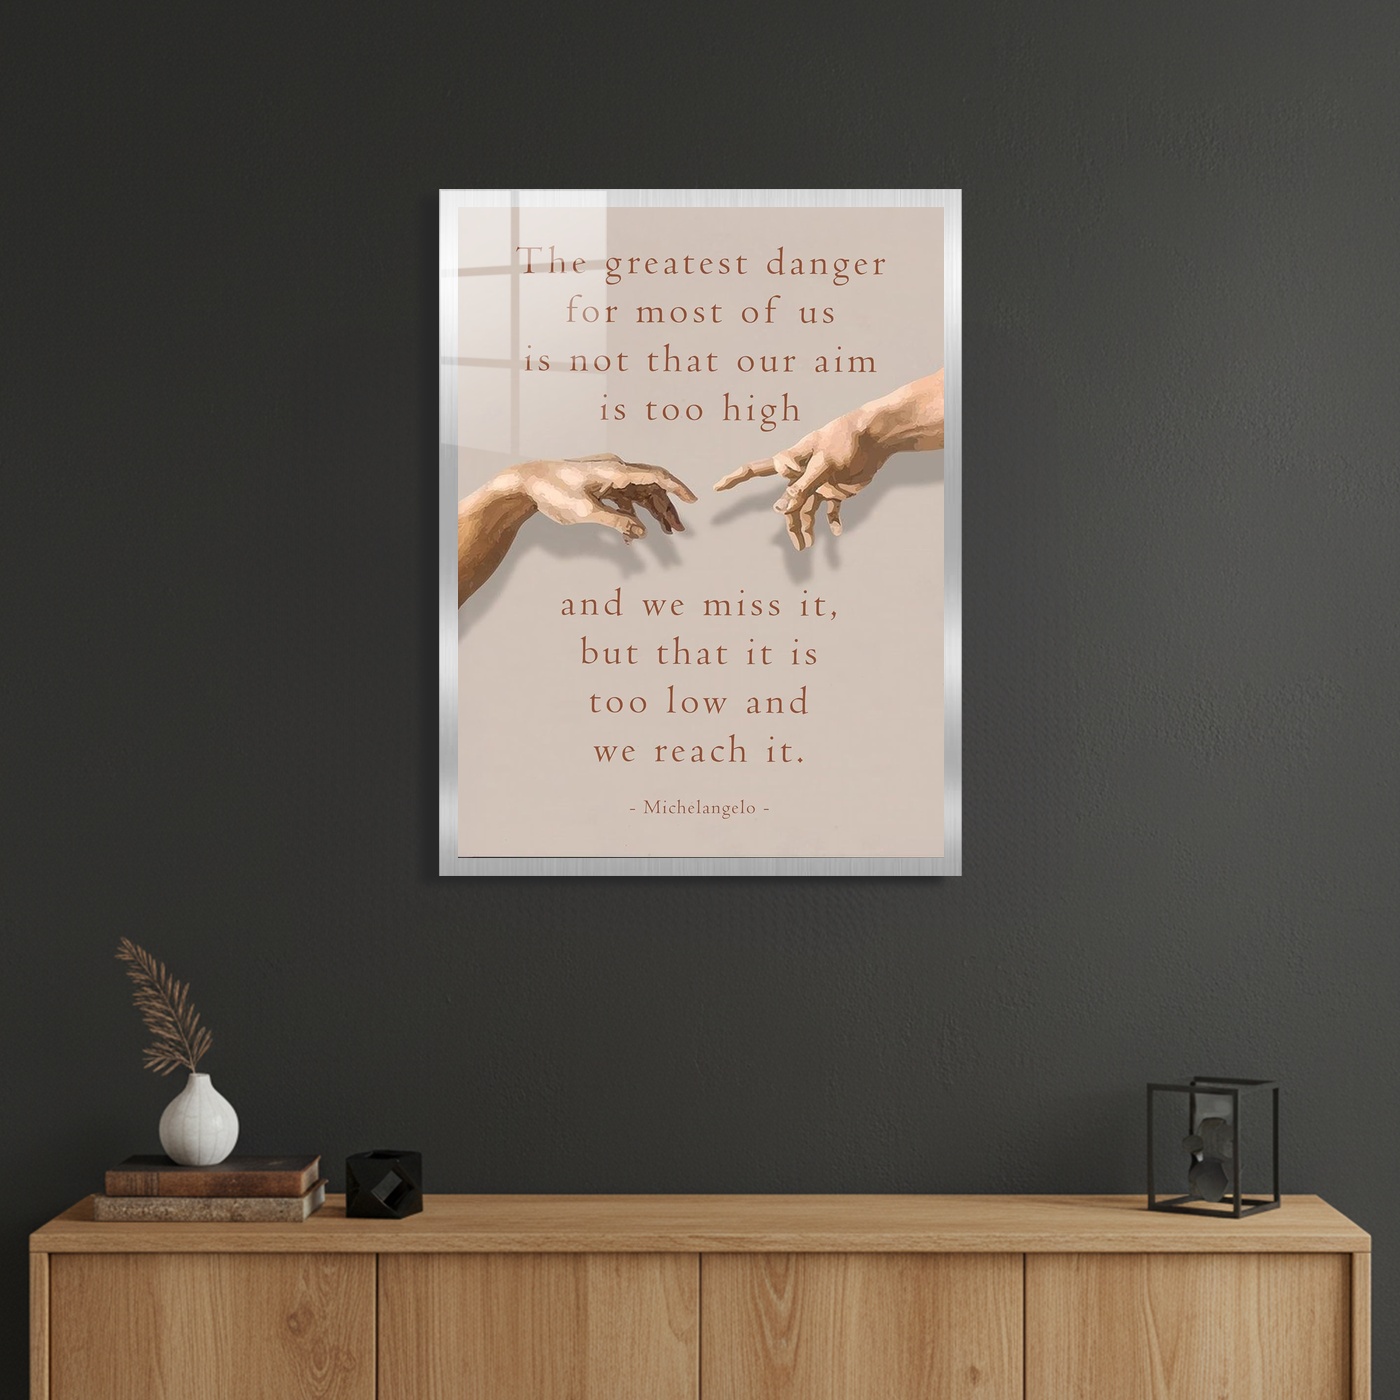 The greatest danger
for most of us
is not that our aim
is too high
and we miss it,
but that it is
too low and
we reach it.
- Michelangelo -